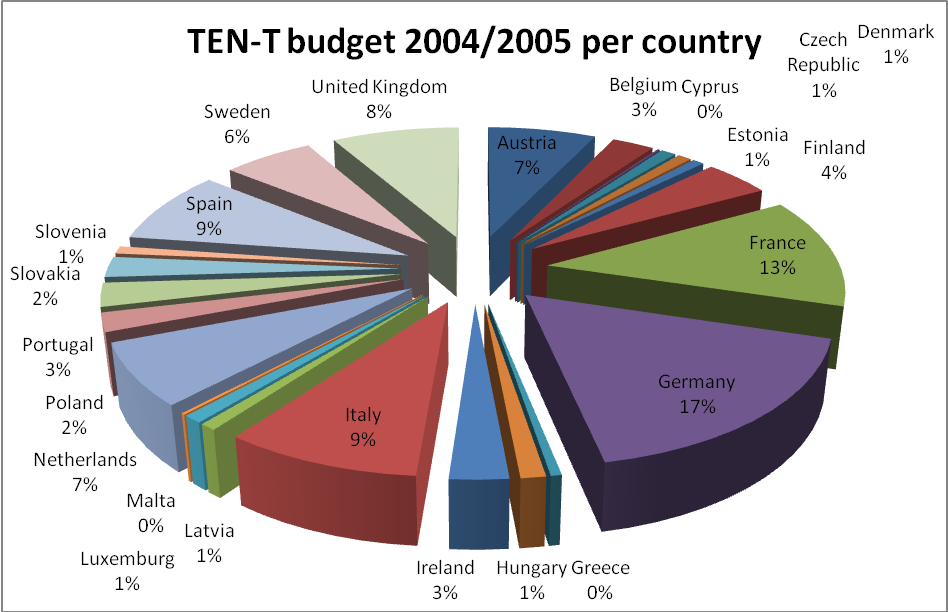 TEN-T budget 2004/2005 per country
Austria
7%
Belgium
3%
Cyprus
0%
Czech
Republic
1%
Denmark
1%
Estonia
1%
Finland
4%
France
13%
Germany
17%
Greece
0%
Hungary
1%
Ireland
3%
Italy
9%
Latvia
1%
Luxemburg
1%
Malta
0%
Netherlands
7%
Poland
2%
Portugal
3%
Slovakia
2%
Slovenia
1%
Spain
9%
Sweden
6%
United Kingdom
8%